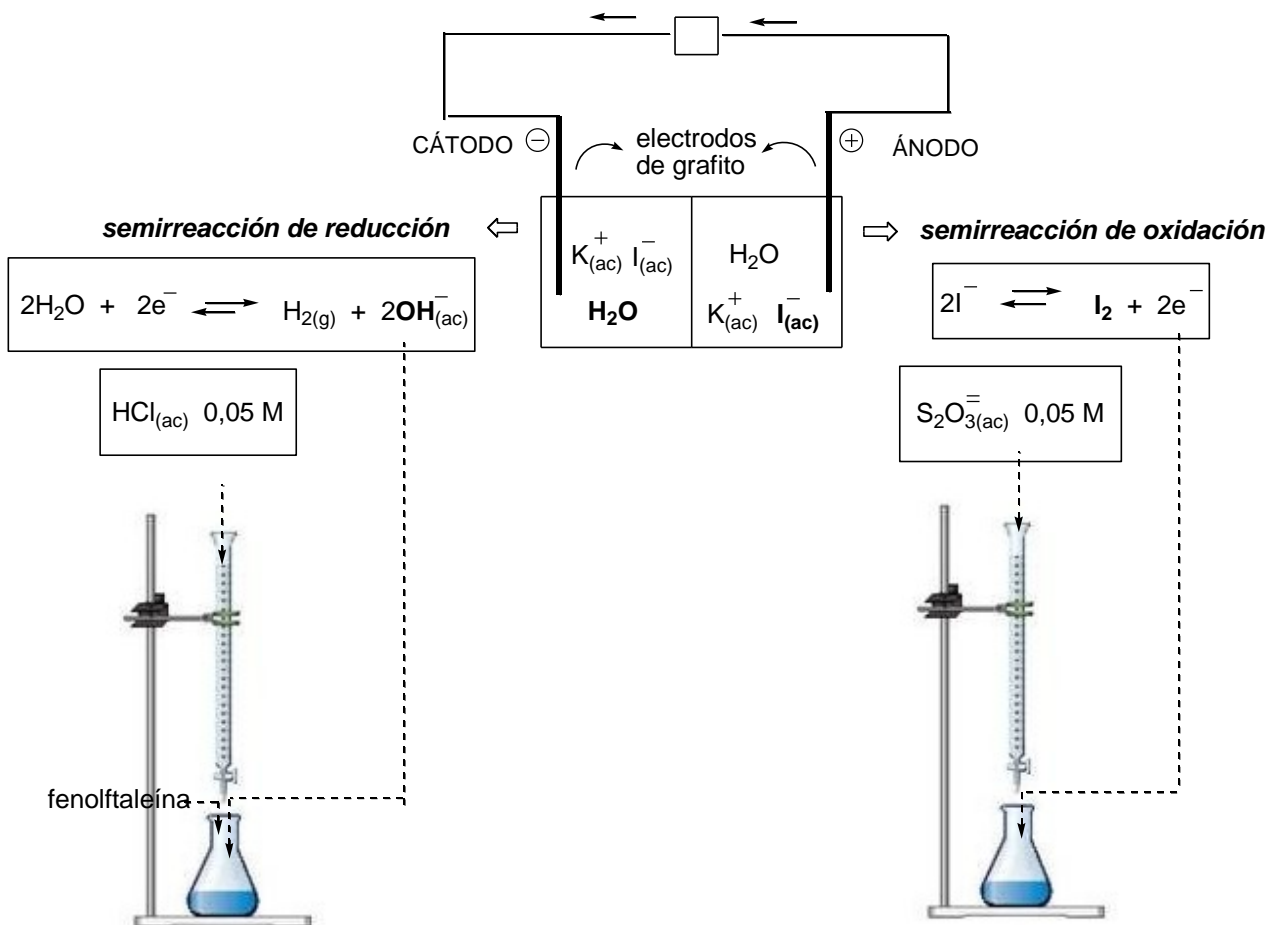 CÁTODO ⊖
electrodos
de grafito
⊕ ÁNODO
semirreacción de reducción
semirreacción de oxidación
2H₂O + 2e⁻ ⇌ H₂(g) + 2OH⁻(ac)
K⁺(ac) I⁻(ac)
H₂O
H₂O
K⁺(ac) I⁻(ac)
2I⁻ ⇌ I₂ + 2e⁻
HCl(ac) 0,05 M
S₂O₃⁼(ac) 0,05 M
fenolftaleína